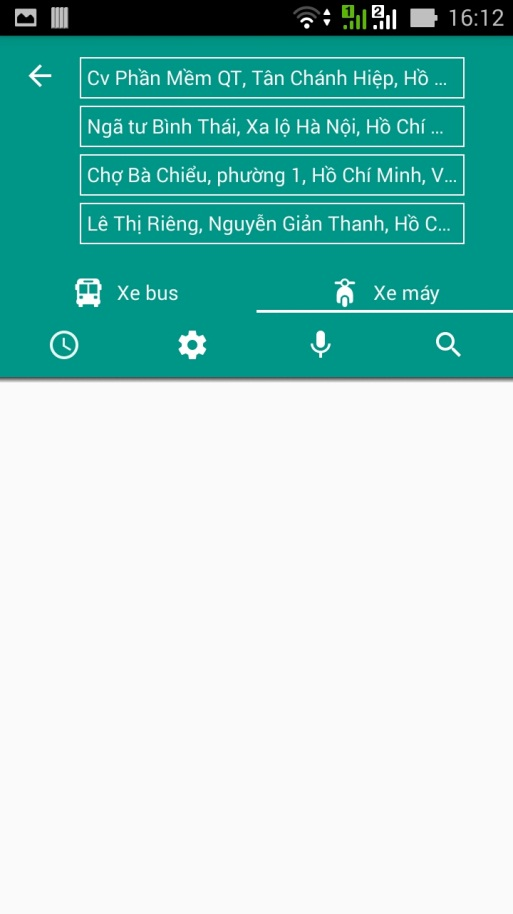 1 2 16:12
Cv Phần Mềm QT, Tân Chánh Hiệp, Hồ ...
Ngã tư Bình Thái, Xa lộ Hà Nội, Hồ Chí ...
Chợ Bà Chiểu, phường 1, Hồ Chí Minh, V...
Lê Thị Riêng, Nguyễn Giản Thanh, Hồ C...
Xe bus Xe máy